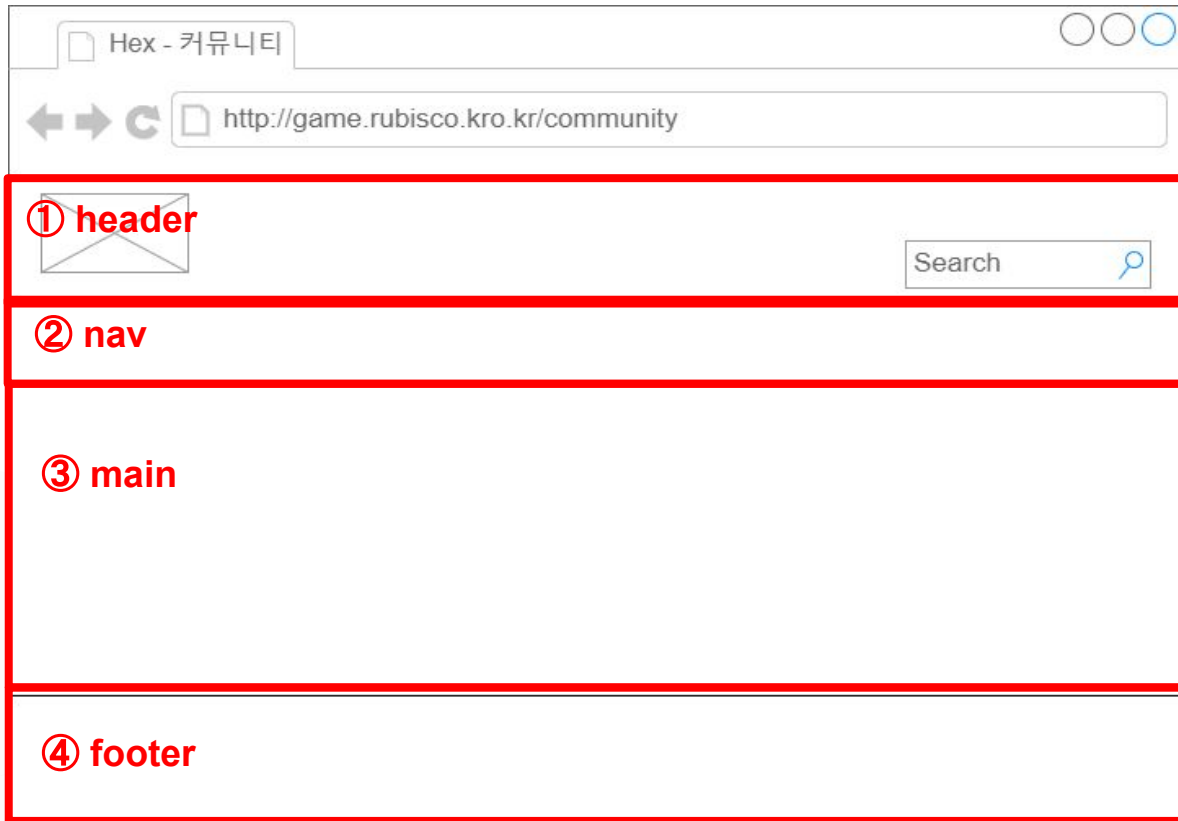 Hex - 커뮤니티
http://game.rubisco.kro.kr/community
① header
Search
② nav
③ main
④ footer